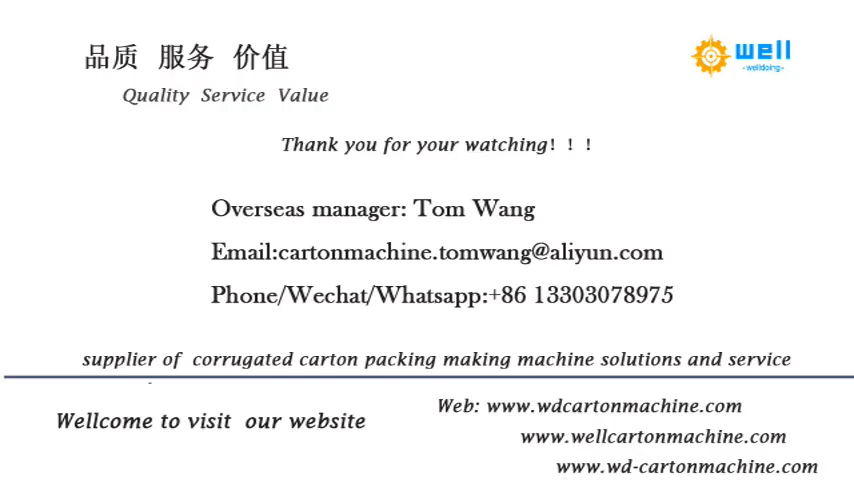 品质 服务 价值
well
-welldoing-
Quality Service Value
Thank you for your watching！！！
Overseas manager: Tom Wang
Email:cartonmachine.tomwang@aliyun.com
Phone/Wechat/Whatsapp:+86 13303078975
supplier of corrugated carton packing making machine solutions and service
Wellcome to visit our website
Web: www.wdcartonmachine.com
www.wellcartonmachine.com
www.wd-cartonmachine.com